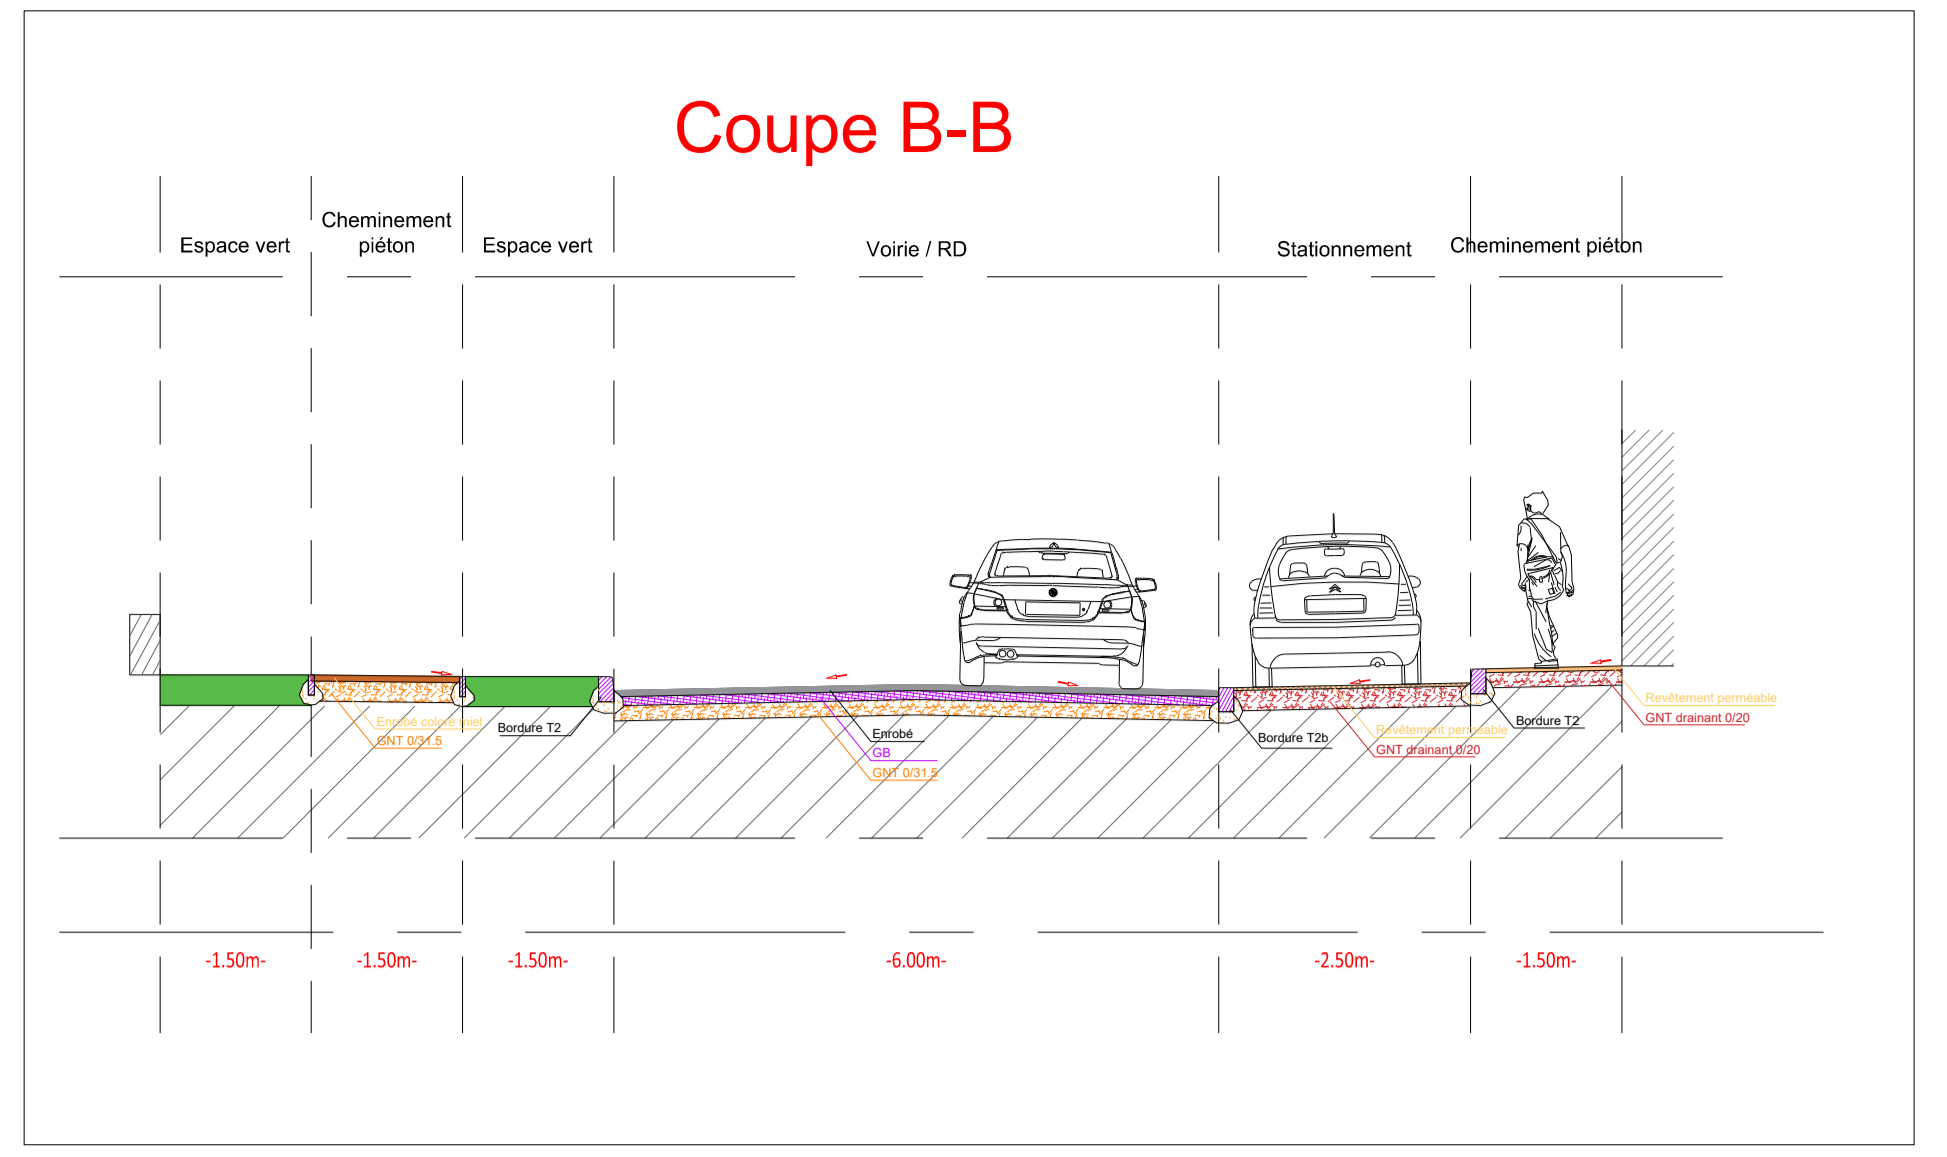 Coupe B-B
Espace vert
Cheminement
piéton
Espace vert
Voirie / RD
Stationnement
Cheminement piéton
Enrobé coloré miel
GNT 0/31.5
Bordure T2
Enrobé
GB
GNT 0/31.5
Bordure T2b
Revêtement perméable
GNT drainant 0/20
Bordure T2
Revêtement perméable
GNT drainant 0/20
-1.50m-
-1.50m-
-1.50m-
-6.00m-
-2.50m-
-1.50m-